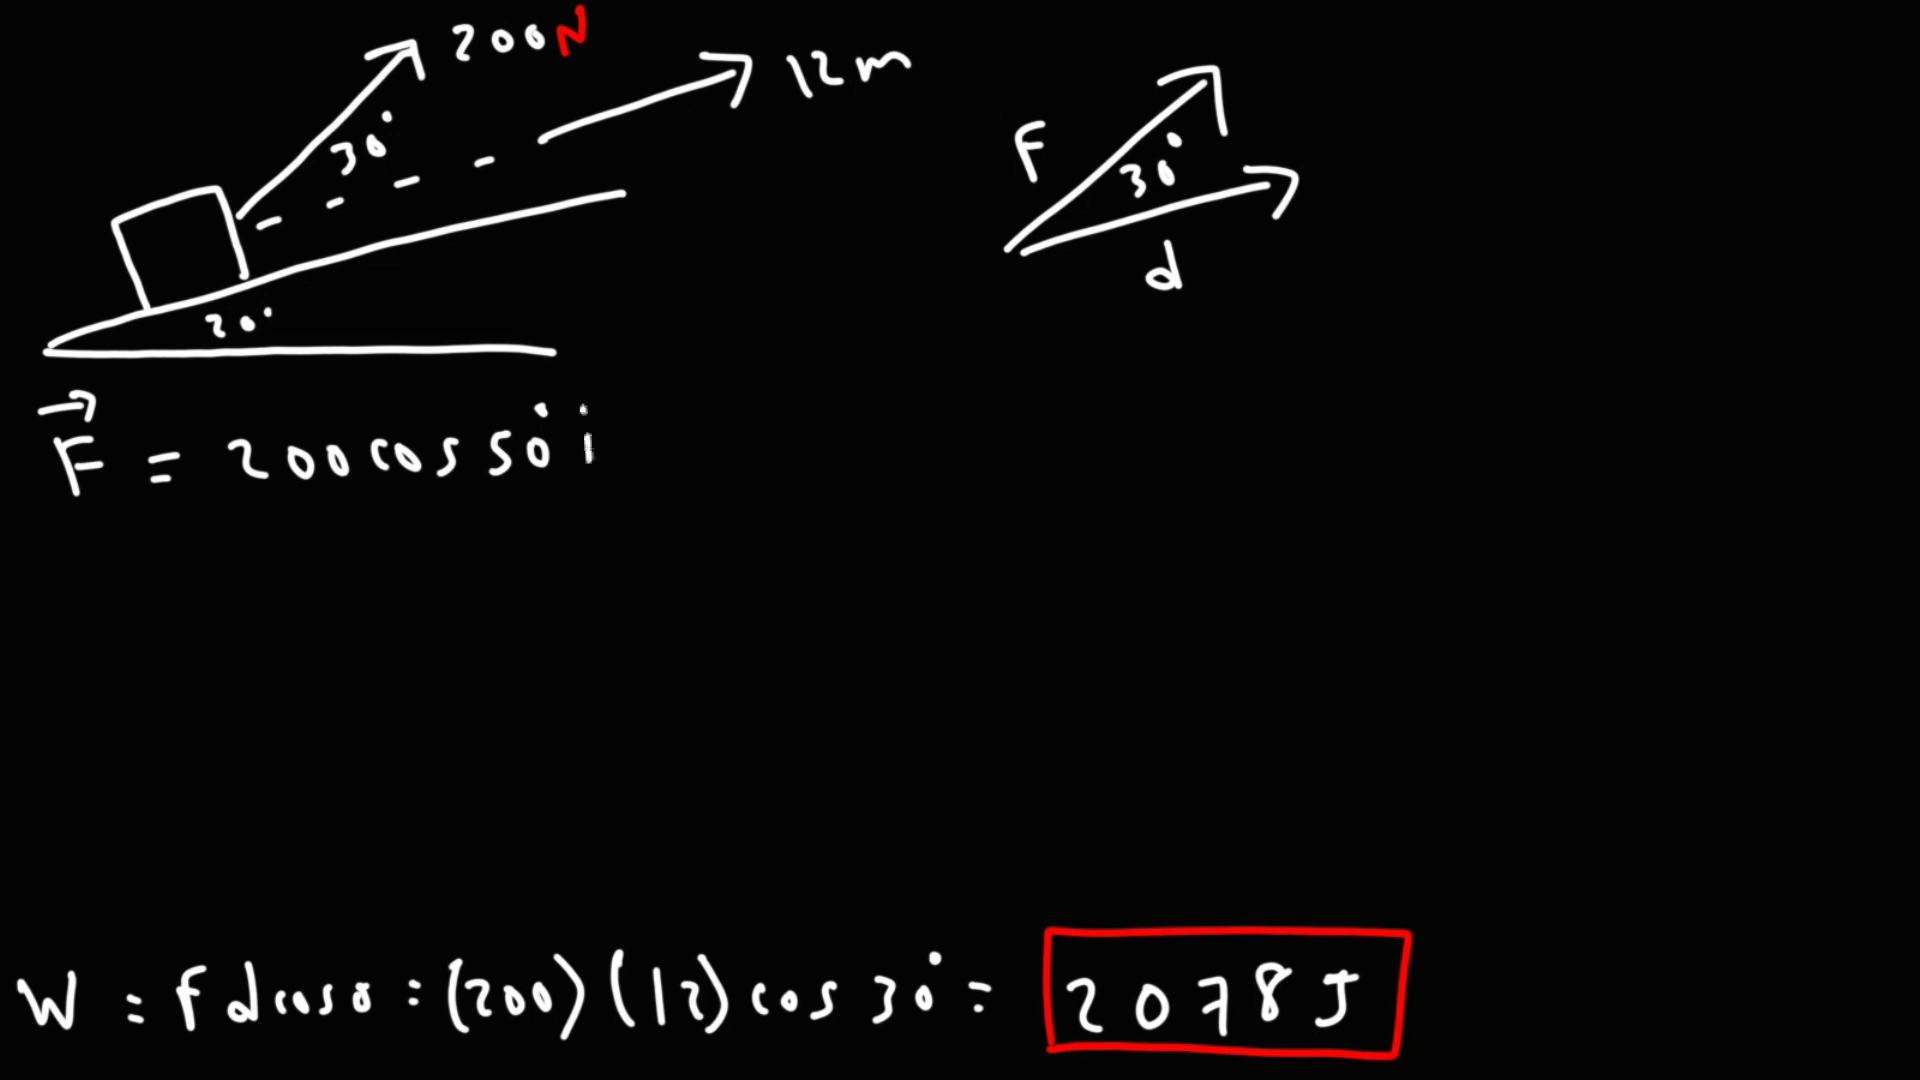 200N
12m
30°
20°
F
30°
d
F = 200cos50° i
W = Fdcosθ = (200)(12)cos30° = 2078J